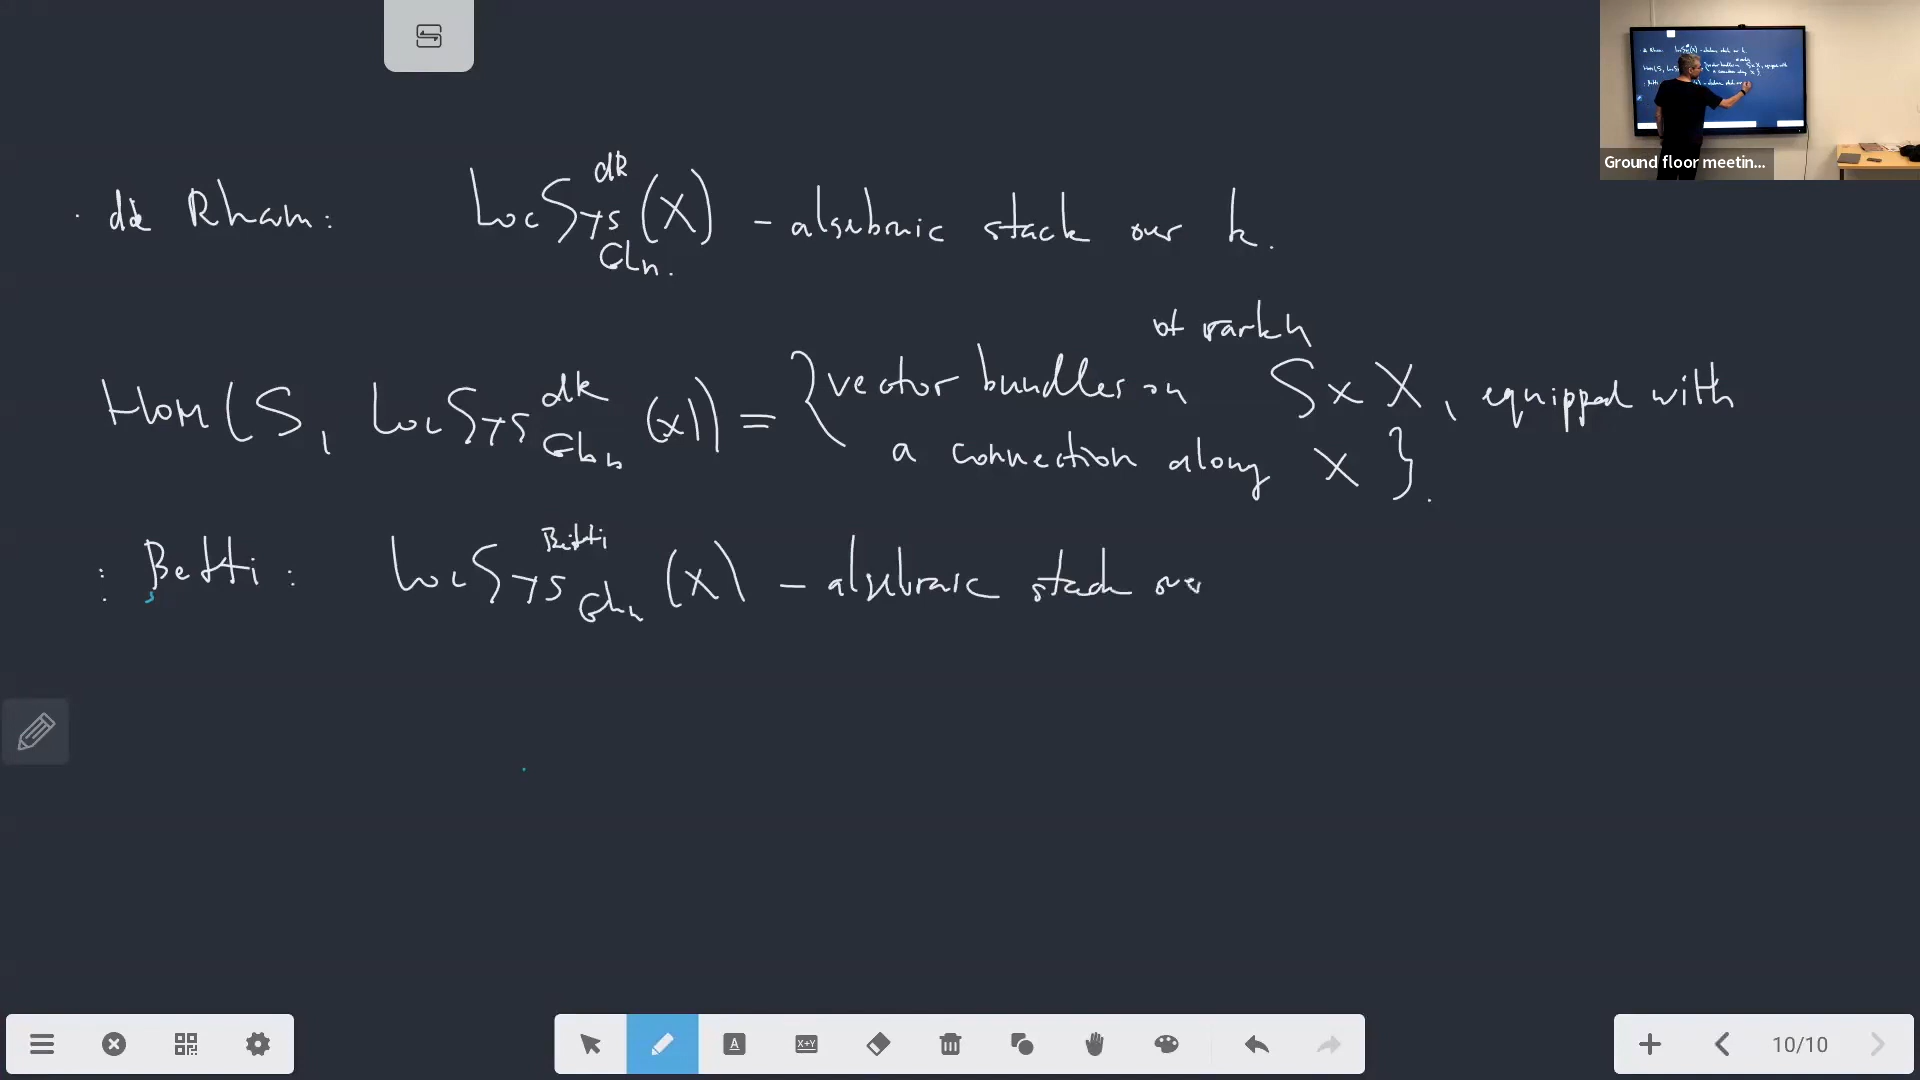 · de Rham: LocSys^{dR}_{GLn.} (X) – algebraic stack over k.
of rank n
Hom(S, LocSys^{dR}_{GLn} (X)) = {vector bundles on S x X, equipped with
a connection along X}.
: Betti: LocSys^{Betti}_{GLn} (X) – algebraic stack over
Ground floor meetin...
10/10